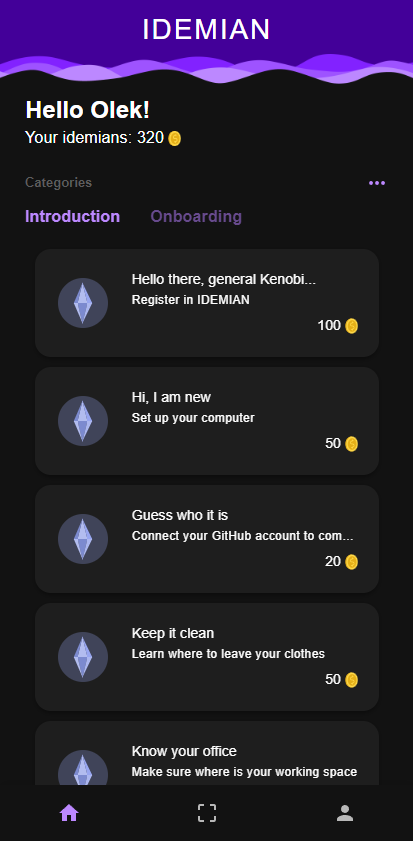 IDEMIAN
Hello Olek!
Your idemians: 320
Categories
Introduction Onboarding
Hello there, general Kenobi...
Register in IDEMIAN
100
Hi, I am new
Set up your computer
50
Guess who it is
Connect your GitHub account to com...
20
Keep it clean
Learn where to leave your clothes
50
Know your office
Make sure where is your working space